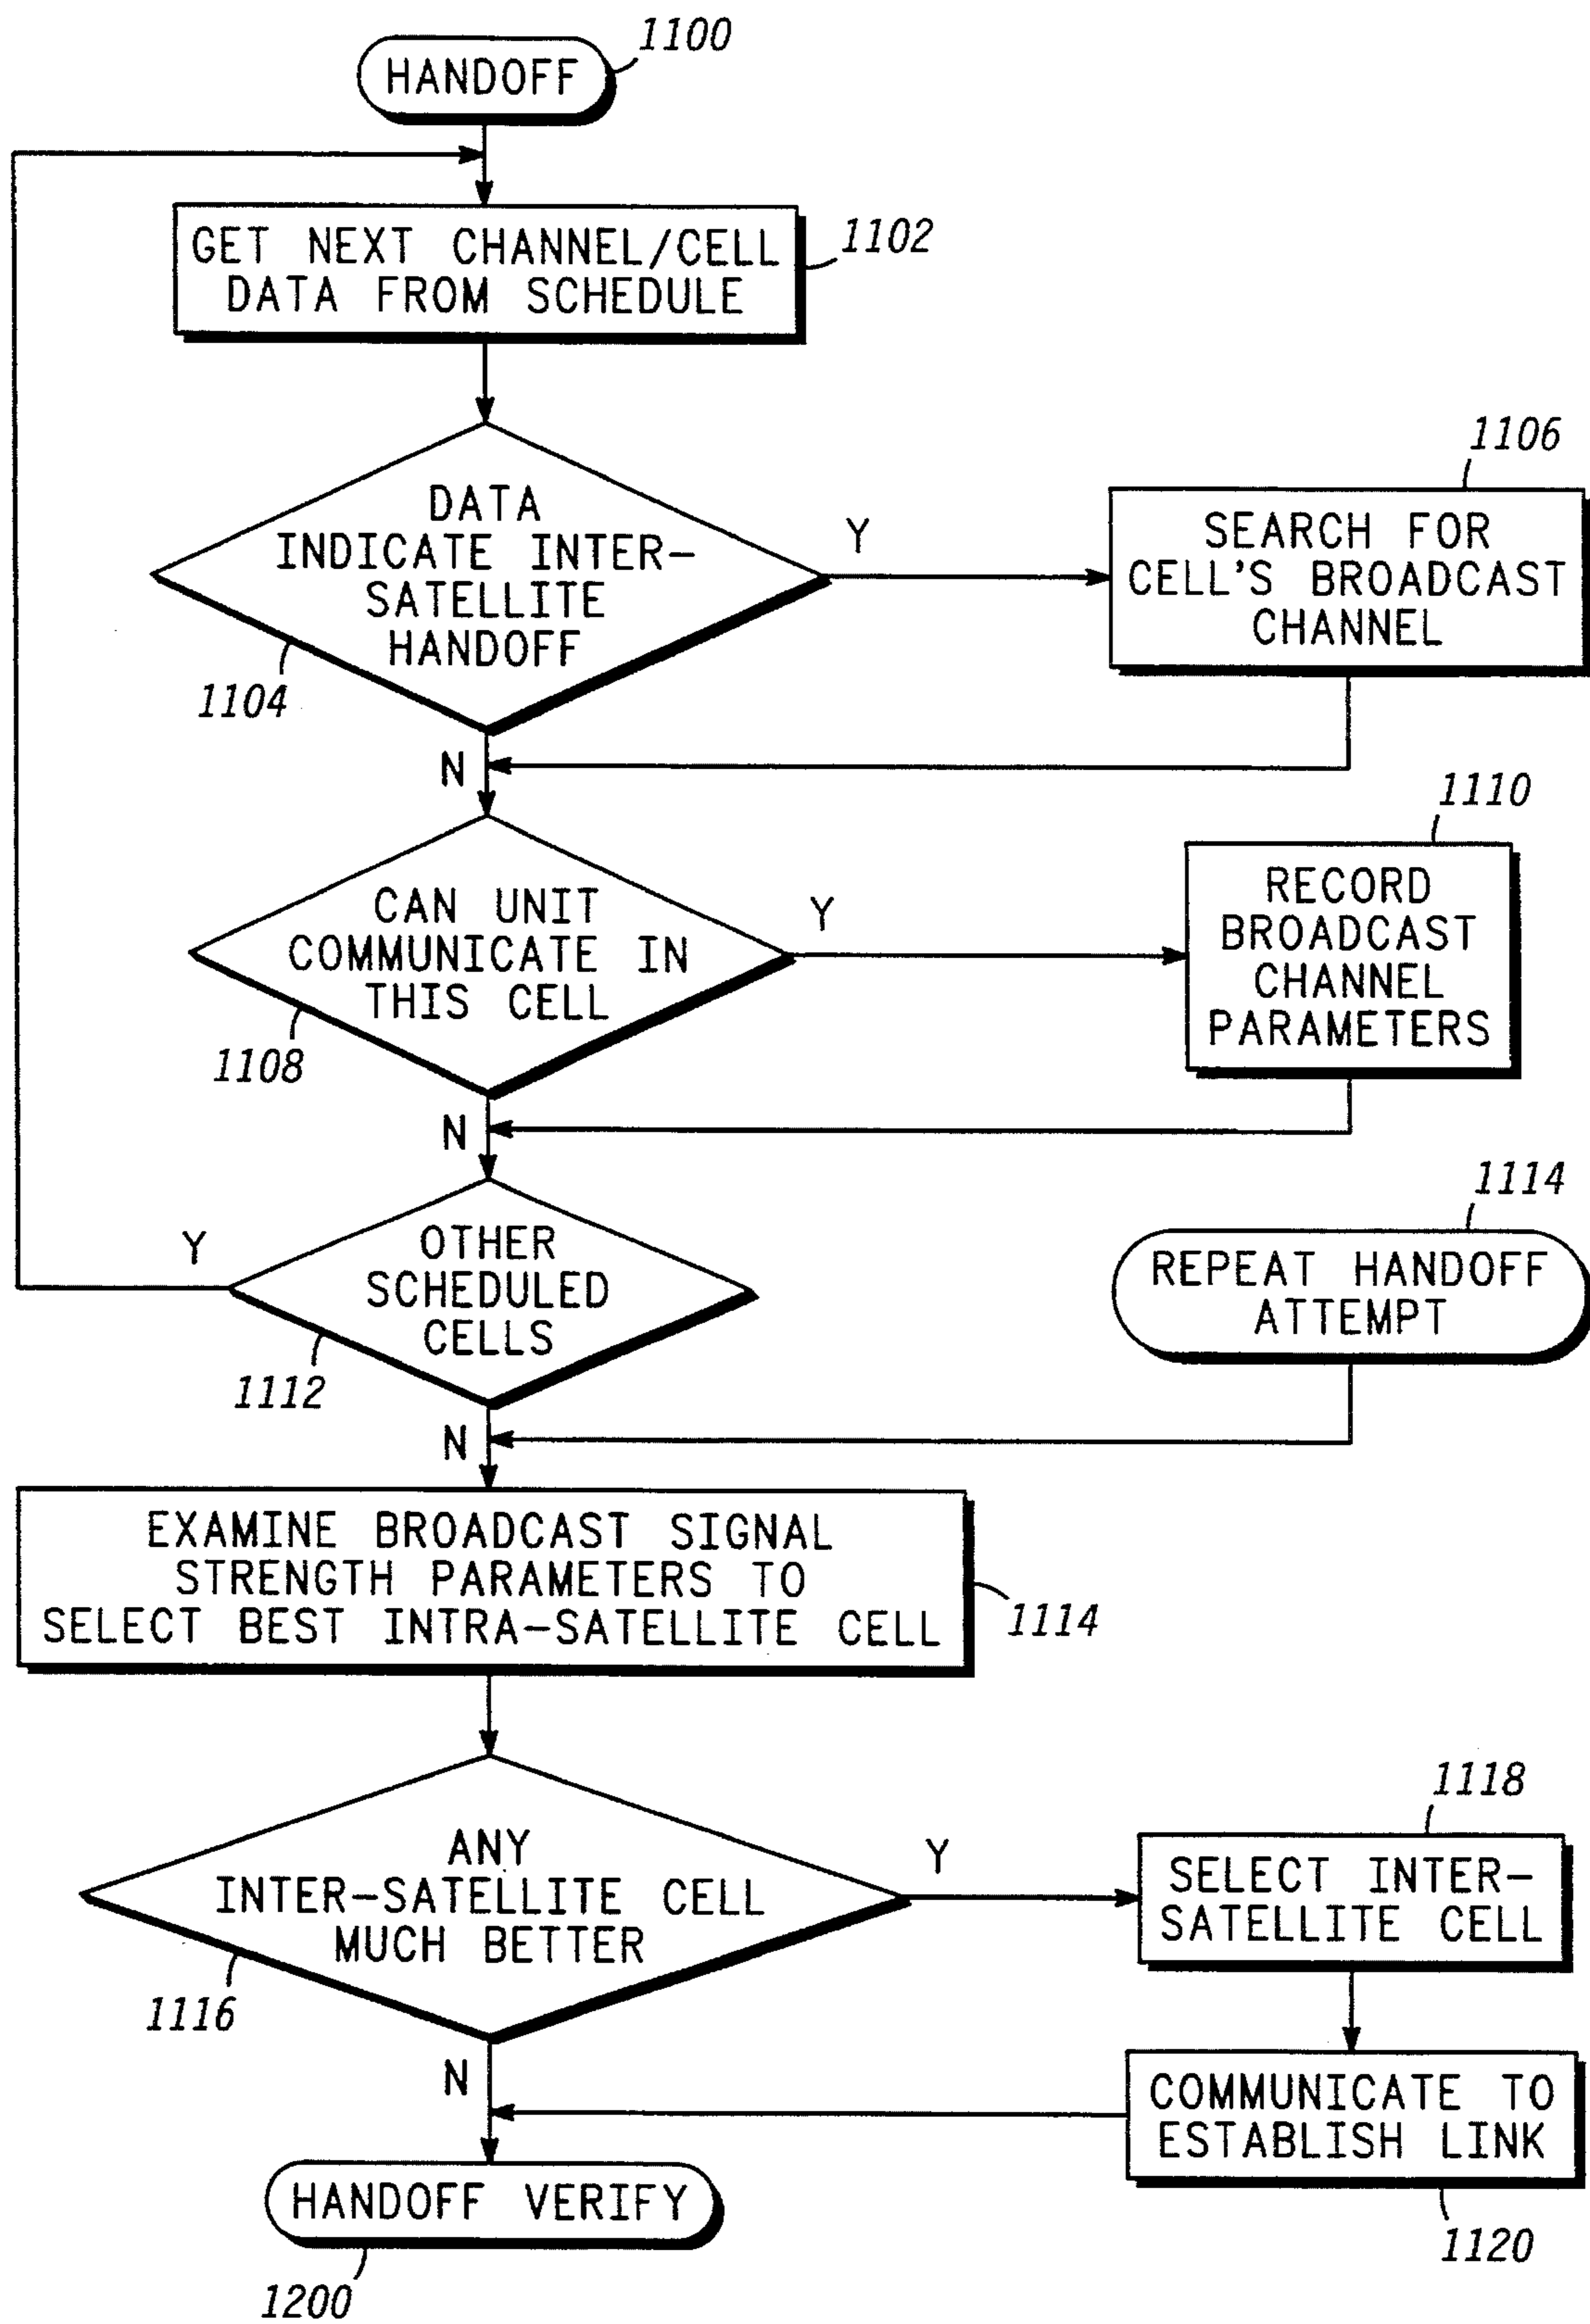 1100
HANDOFF
GET NEXT CHANNEL/CELL
DATA FROM SCHEDULE
1102
DATA
INDICATE INTER-
SATELLITE
HANDOFF
1104
Y
N
1106
SEARCH FOR
CELL'S BROADCAST
CHANNEL
CAN UNIT
COMMUNICATE IN
THIS CELL
1108
Y
N
1110
RECORD
BROADCAST
CHANNEL
PARAMETERS
OTHER
SCHEDULED
CELLS
1112
Y
N
1114
REPEAT HANDOFF
ATTEMPT
EXAMINE BROADCAST SIGNAL
STRENGTH PARAMETERS TO
SELECT BEST INTRA-SATELLITE CELL
1114
ANY
INTER-SATELLITE CELL
MUCH BETTER
1116
Y
N
1118
SELECT INTER-
SATELLITE CELL
COMMUNICATE TO
ESTABLISH LINK
1120
HANDOFF VERIFY
1200